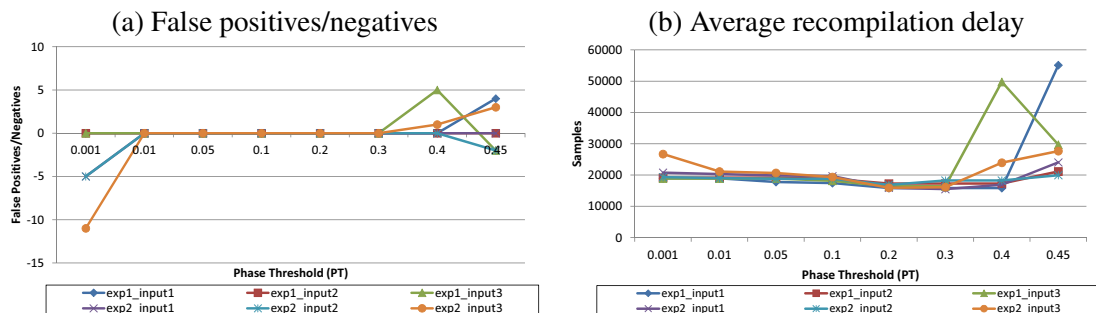 (a) False positives/negatives
10
5
0
-5
-10
-15
0.001 0.01 0.05 0.1 0.2 0.3 0.4 0.45
False Positives/Negatives
Phase Threshold (PT)
exp1_input1 exp1_input2 exp1_input3
exp2_input1 exp2_input2 exp2_input3
(b) Average recompilation delay
60000
50000
40000
30000
20000
10000
0
0.001 0.01 0.05 0.1 0.2 0.3 0.4 0.45
Samples
Phase Threshold (PT)
exp1_input1 exp1_input2 exp1_input3
exp2_input1 exp2_input2 exp2_input3